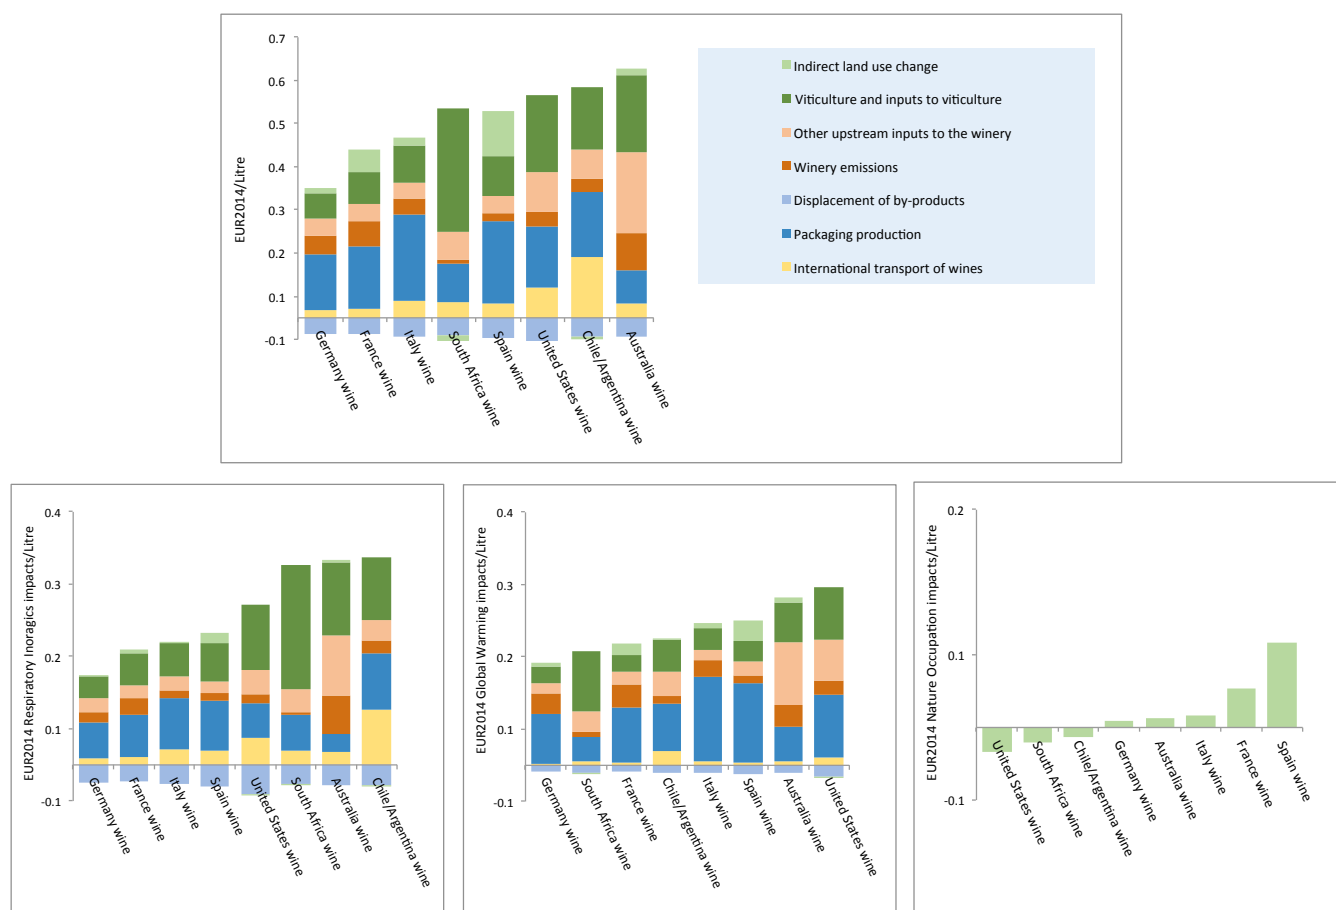 0.7
0.6
0.5
0.4
0.3
0.2
0.1
-0.1
EUR2014/Litre
Germany wine
France wine
Italy wine
South Africa wine
Spain wine
United States wine
Chile/Argentina wine
Australia wine
Indirect land use change
Viticulture and inputs to viticulture
Other upstream inputs to the winery
Winery emissions
Displacement of by-products
Packaging production
International transport of wines
0.4
0.3
0.2
0.1
-0.1
EUR2014 Respiratory Inoragics impacts/Litre
Germany wine
France wine
Italy wine
Spain wine
United States wine
South Africa wine
Australia wine
Chile/Argentina wine
0.4
0.3
0.2
0.1
-0.1
EUR2014 Global Warming impacts/Litre
Germany wine
South Africa wine
France wine
Chile/Argentina wine
Italy wine
Spain wine
Australia wine
United States wine
0.2
0.1
-0.1
EUR2014 Nature Occupation impacts/Litre
United States wine
South Africa wine
Chile/Argentina wine
Germany wine
Australia wine
Italy wine
France wine
Spain wine